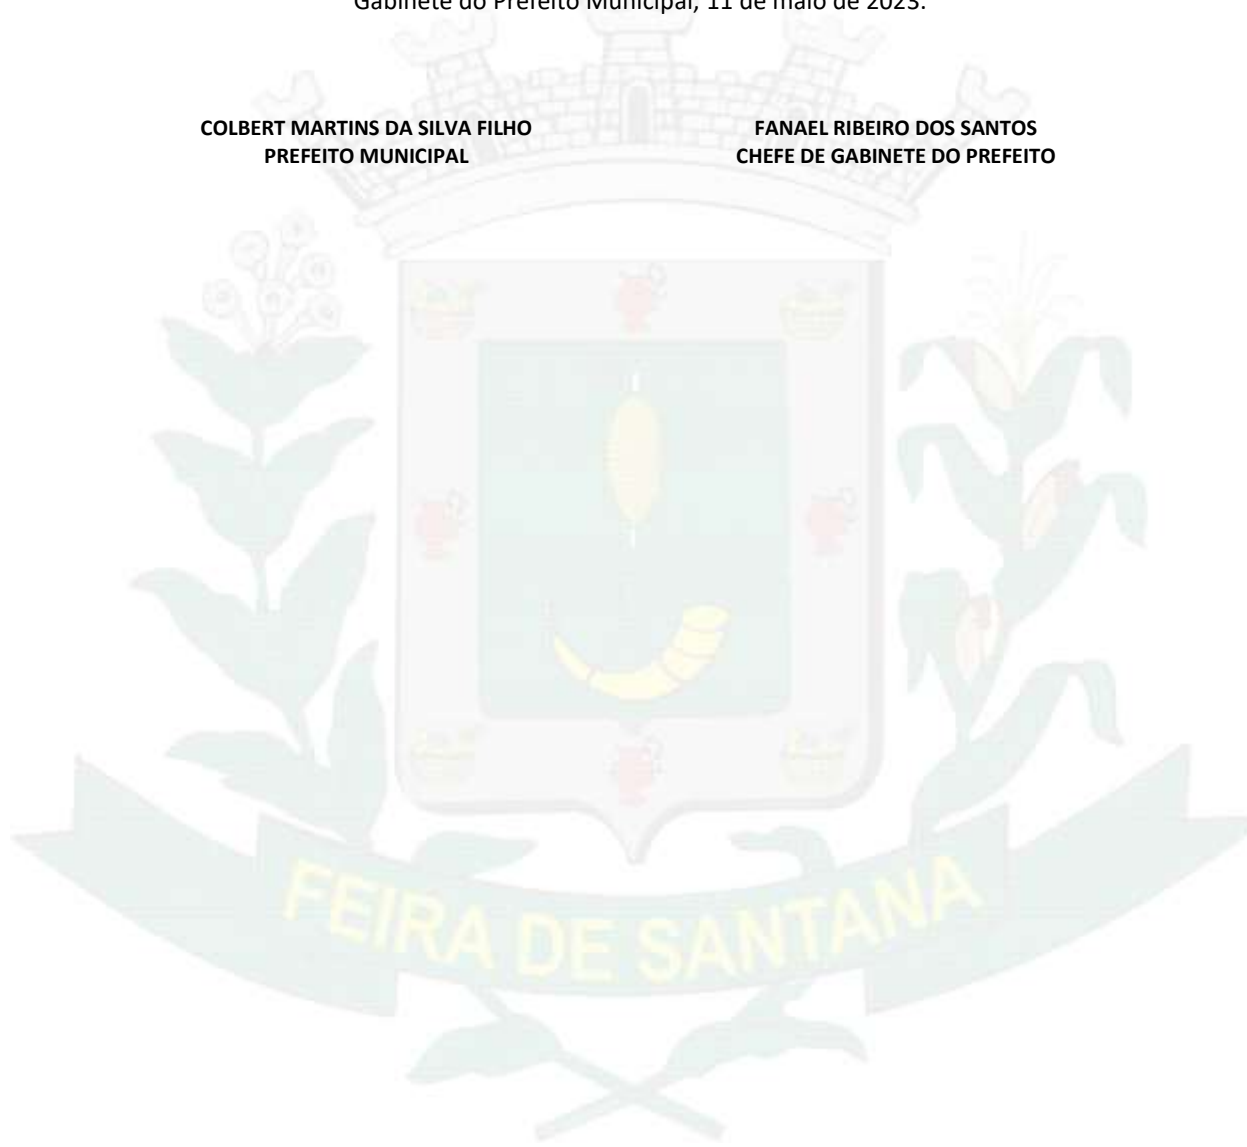 Gabinete do Prefeito Municipal, 11 de maio de 2023.
COLBERT MARTINS DA SILVA FILHO
PREFEITO MUNICIPAL
FANAEL RIBEIRO DOS SANTOS
CHEFE DE GABINETE DO PREFEITO
FEIRA DE SANTANA